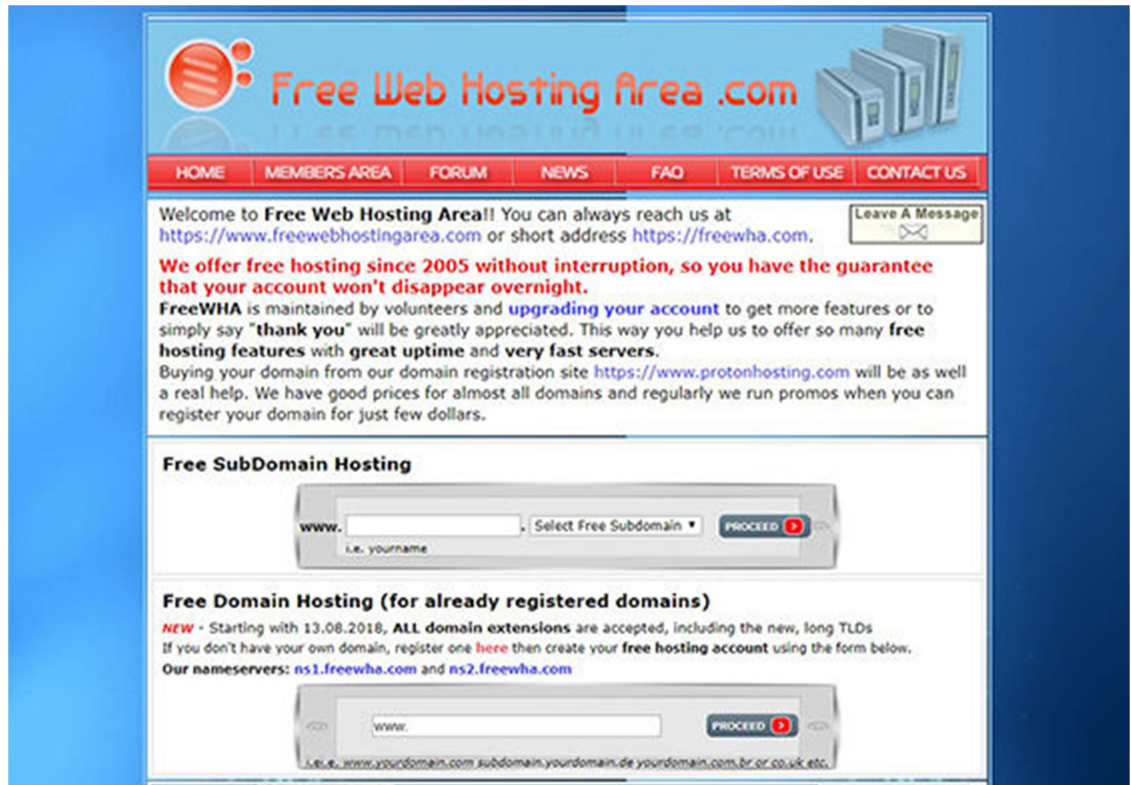 Free Web Hosting Area .com
HOME MEMBERS AREA FORUM NEWS FAQ TERMS OF USE CONTACT US
Welcome to Free Web Hosting Area!! You can always reach us at
https://www.freewebhostingarea.com or short address https://freewha.com.
Leave A Message
We offer free hosting since 2005 without interruption, so you have the guarantee
that your account won't disappear overnight.
FreeWHA is maintained by volunteers and upgrading your account to get more features or to
simply say "thank you" will be greatly appreciated. This way you help us to offer so many free
hosting features with great uptime and very fast servers.
Buying your domain from our domain registration site https://www.protonhosting.com will be as well
a real help. We have good prices for almost all domains and regularly we run promos when you can
register your domain for just few dollars.
Free SubDomain Hosting
www. . Select Free Subdomain PROCEED
i.e. yourname
Free Domain Hosting (for already registered domains)
NEW - Starting with 13.08.2018, ALL domain extensions are accepted, including the new, long TLDs
If you don't have your own domain, register one here then create your free hosting account using the form below.
Our nameservers: ns1.freewha.com and ns2.freewha.com
www. PROCEED
i.ei.e. www.yourdomain.com subdomain.yourdomain.de yourdomain.com.br or co.uk etc.